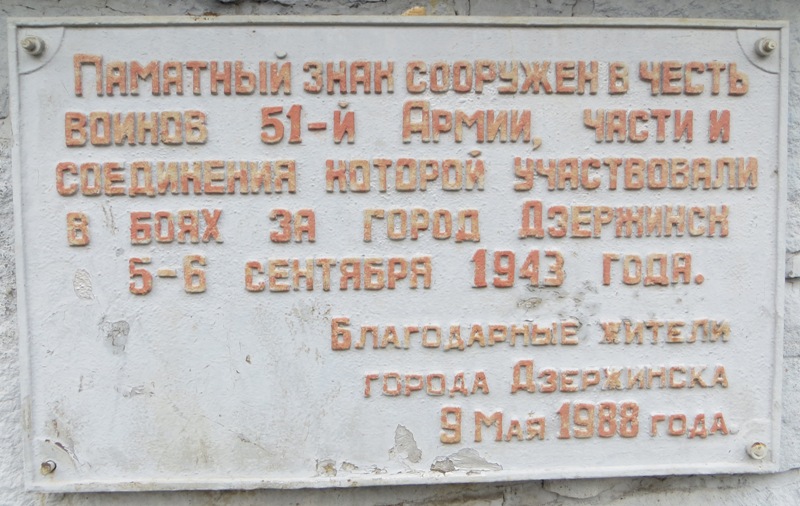 Памятный знак сооружен в честь
воинов 51-й Армии, части и
соединения которой участвовали
в боях за город Дзержинск
5-6 сентября 1943 года.
Благодарные жители
города Дзержинска
9 Мая 1988 года